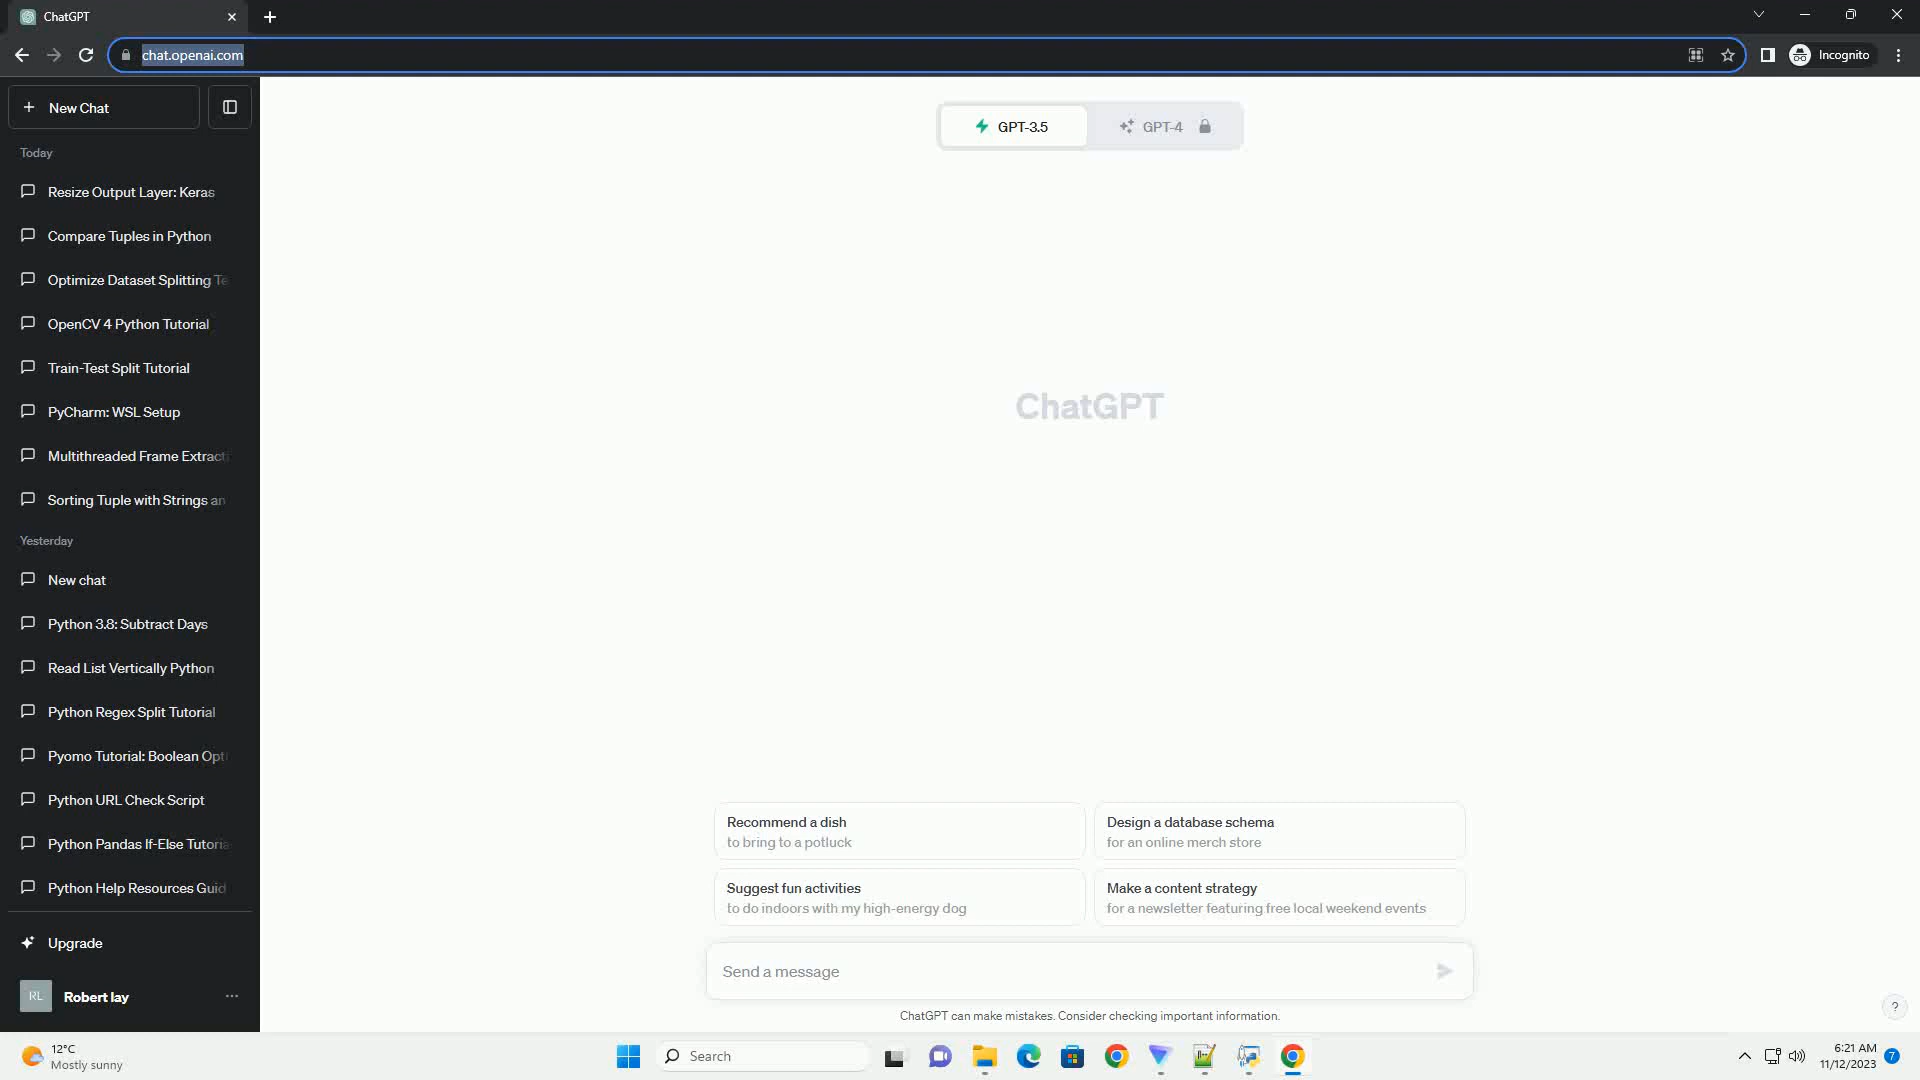 ChatGPT
chat.openai.com
Incognito
New Chat
Today
Resize Output Layer: Keras
Compare Tuples in Python
Optimize Dataset Splitting Te
OpenCV 4 Python Tutorial
Train-Test Split Tutorial
PyCharm: WSL Setup
Multithreaded Frame Extract
Sorting Tuple with Strings an
Yesterday
New chat
Python 3.8: Subtract Days
Read List Vertically Python
Python Regex Split Tutorial
Pyomo Tutorial: Boolean Opt
Python URL Check Script
Python Pandas If-Else Tutoria
Python Help Resources Guid
Upgrade
RL
Robert lay
GPT-3.5
GPT-4
ChatGPT
Recommend a dish
to bring to a potluck
Design a database schema
for an online merch store
Suggest fun activities
to do indoors with my high-energy dog
Make a content strategy
for a newsletter featuring free local weekend events
Send a message
ChatGPT can make mistakes. Consider checking important information.
?
12°C
Mostly sunny
Search
6:21 AM
11/12/2023
7